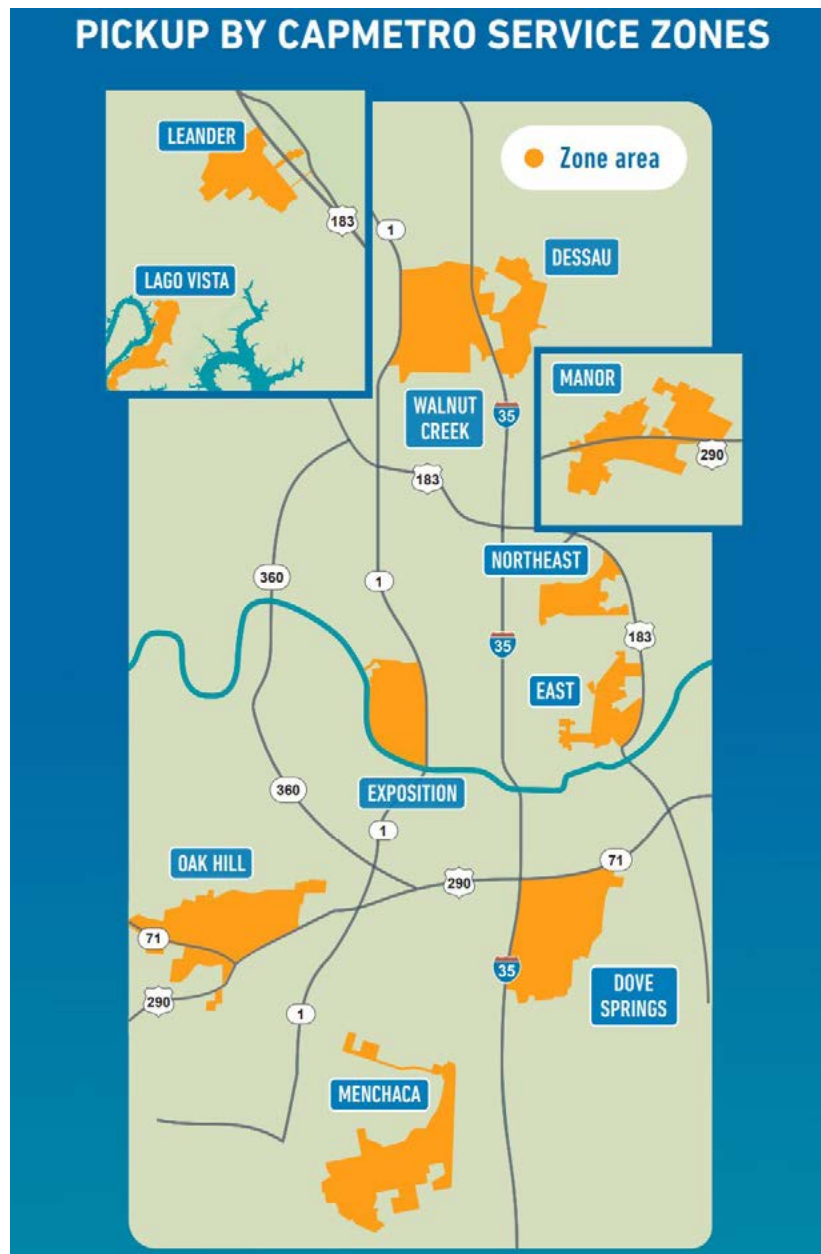 PICKUP BY CAPMETRO SERVICE ZONES
LEANDER
Zone area
183
1
LAGO VISTA
DESSAU
MANOR
WALNUT
CREEK
35
290
183
NORTHEAST
360
1
35
183
EAST
360
EXPOSITION
1
OAK HILL
290
71
71
35
DOVE
SPRINGS
290
1
MENCHACA